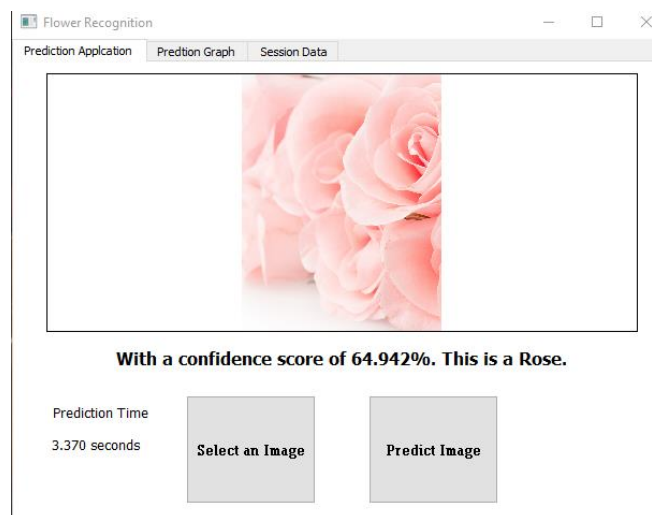 Flower Recognition
Prediction Applcation Predtion Graph Session Data
With a confidence score of 64.942%. This is a Rose.
Prediction Time
3.370 seconds
Select an Image Predict Image